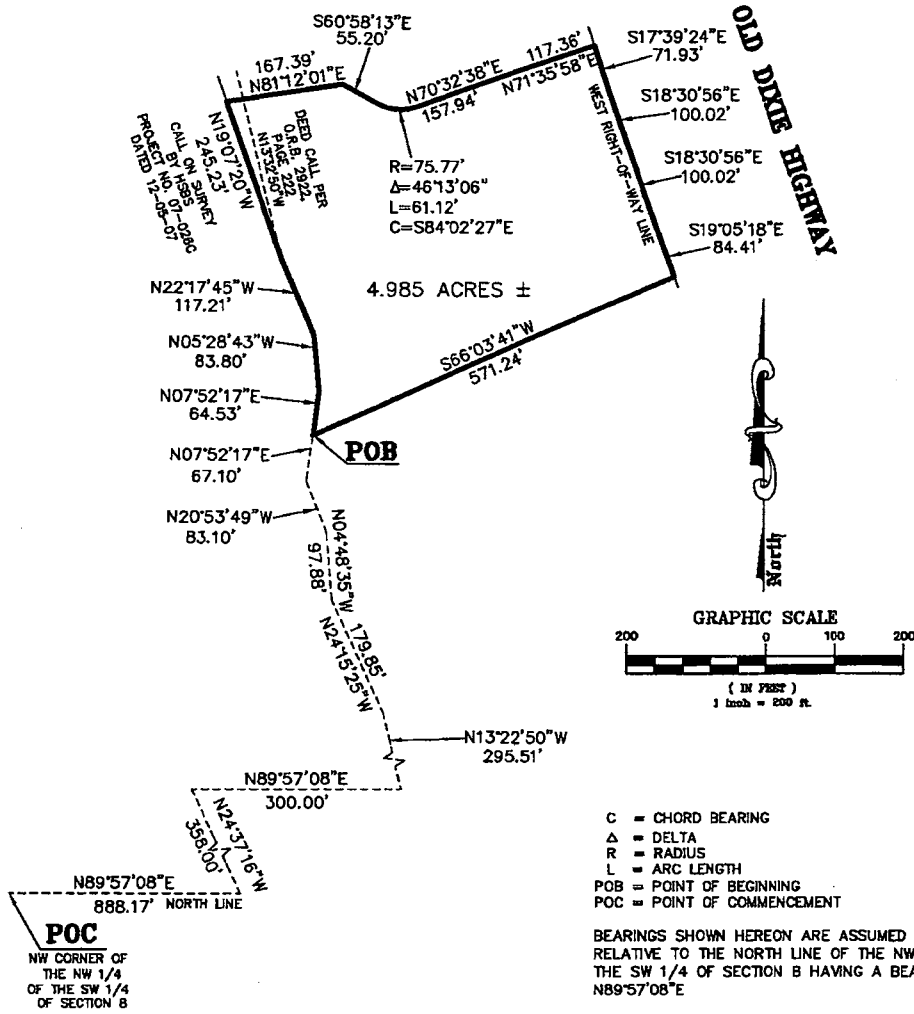 S60°58'13"E
55.20'
167.39'
N81°12'01"E
117.36'
N71°35'58"E
N70°32'38"E
157.94'
OLD DIXIE HIGHWAY
S17°39'24"E
71.93'
S18°30'56"E
100.02'
S18°30'56"E
100.02'
S19°05'18"E
84.41'
WEST RIGHT-OF-WAY LINE
N19°07'20"W
245.23'
CALL ON SURVEY
BY HSBS
PROJECT NO. 07-028G
DATED 12-05-07
DEED CALL PER
O.R.B. 2922,
PAGE 222
N13°32'50"W
R=75.77'
Δ=46°13'06"
L=61.12'
C=S84°02'27"E
4.985 ACRES ±
N22°17'45"W
117.21'
N05°28'43"W
83.80'
N07°52'17"E
64.53'
S66°03'41"W
571.24'
POB
N07°52'17"E
67.10'
N20°53'49"W
83.10'
N04°48'35"W
97.88'
179.85'
N24°15'25"W
N13°22'50"W
295.51'
N89°57'08"E
300.00'
N24°37'16"W
358.00'
N89°57'08"E
888.17' NORTH LINE
POC
NW CORNER OF
THE NW 1/4
OF THE SW 1/4
OF SECTION 8
North
GRAPHIC SCALE
200 0 100 200
( IN FEET )
1 inch = 200 ft.
C = CHORD BEARING
Δ = DELTA
R = RADIUS
L = ARC LENGTH
POB = POINT OF BEGINNING
POC = POINT OF COMMENCEMENT
BEARINGS SHOWN HEREON ARE ASSUMED
RELATIVE TO THE NORTH LINE OF THE NW
THE SW 1/4 OF SECTION 8 HAVING A BEA
N89°57'08"E